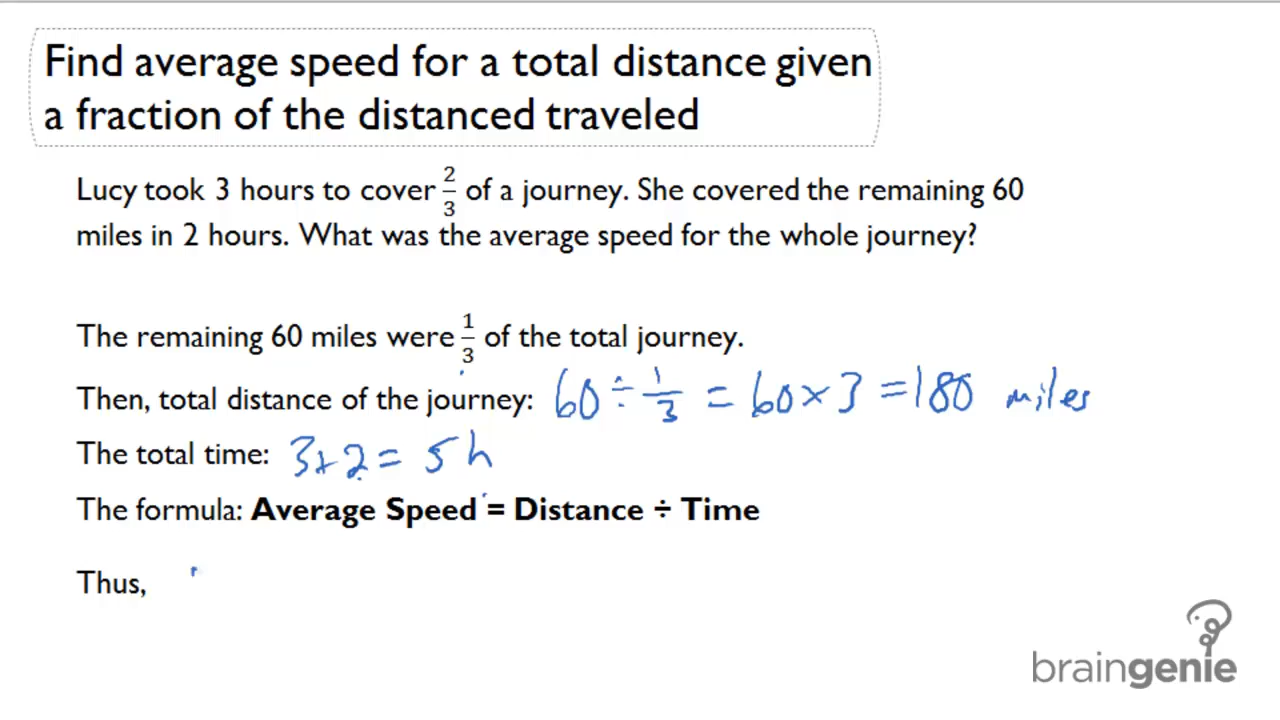 Find average speed for a total distance given
a fraction of the distanced traveled
Lucy took 3 hours to cover 2/3 of a journey. She covered the remaining 60
miles in 2 hours. What was the average speed for the whole journey?
The remaining 60 miles were 1/3 of the total journey.
Then, total distance of the journey: 60 ÷ 1/3 = 60 × 3 = 180 miles
The total time: 3+2 = 5 h
The formula: Average Speed = Distance ÷ Time
Thus,
braingenie